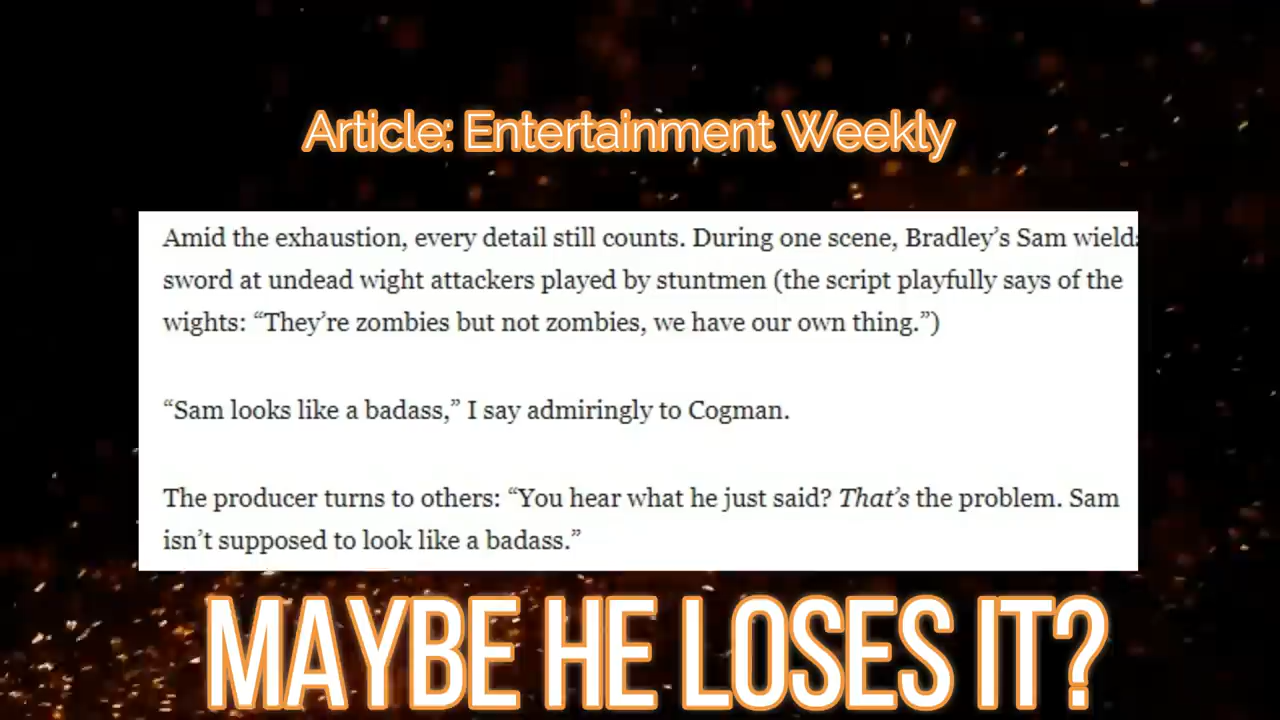 Article: Entertainment Weekly
Amid the exhaustion, every detail still counts. During one scene, Bradley’s Sam wields
sword at undead wight attackers played by stuntmen (the script playfully says of the
wights: “They’re zombies but not zombies, we have our own thing.”)
“Sam looks like a badass,” I say admiringly to Cogman.
The producer turns to others: “You hear what he just said? That’s the problem. Sam
isn’t supposed to look like a badass.”
MAYBE HE LOSES IT?